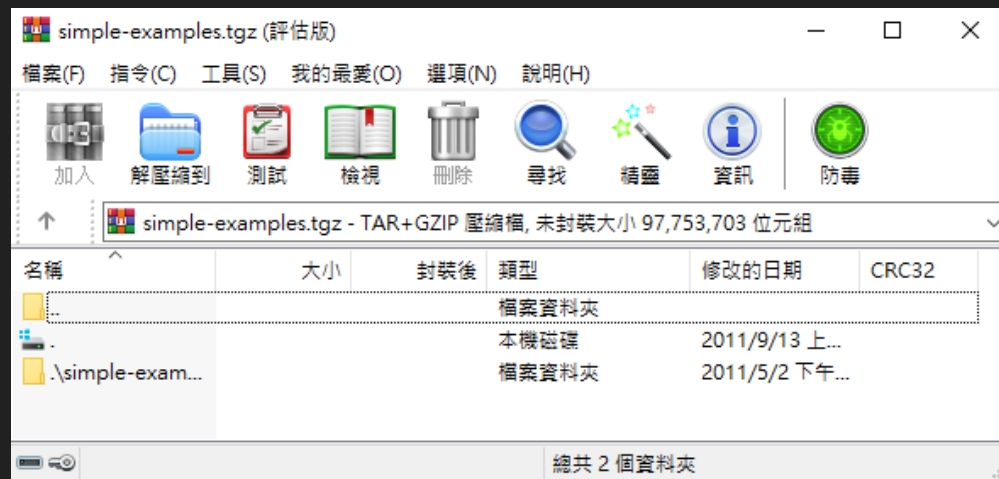 simple-examples.tgz (評估版)
檔案(F) 指令(C) 工具(S) 我的最愛(O) 選項(N) 說明(H)
加入 解壓縮到 測試 檢視 刪除 尋找 精靈 資訊 防毒
simple-examples.tgz - TAR+GZIP 壓縮檔, 未封裝大小 97,753,703 位元組
名稱 大小 封裝後 類型 修改的日期 CRC32
.. 檔案資料夾
. 本機磁碟 2011/9/13 上...
.\simple-exam... 檔案資料夾 2011/5/2 下午...
總共 2 個資料夾